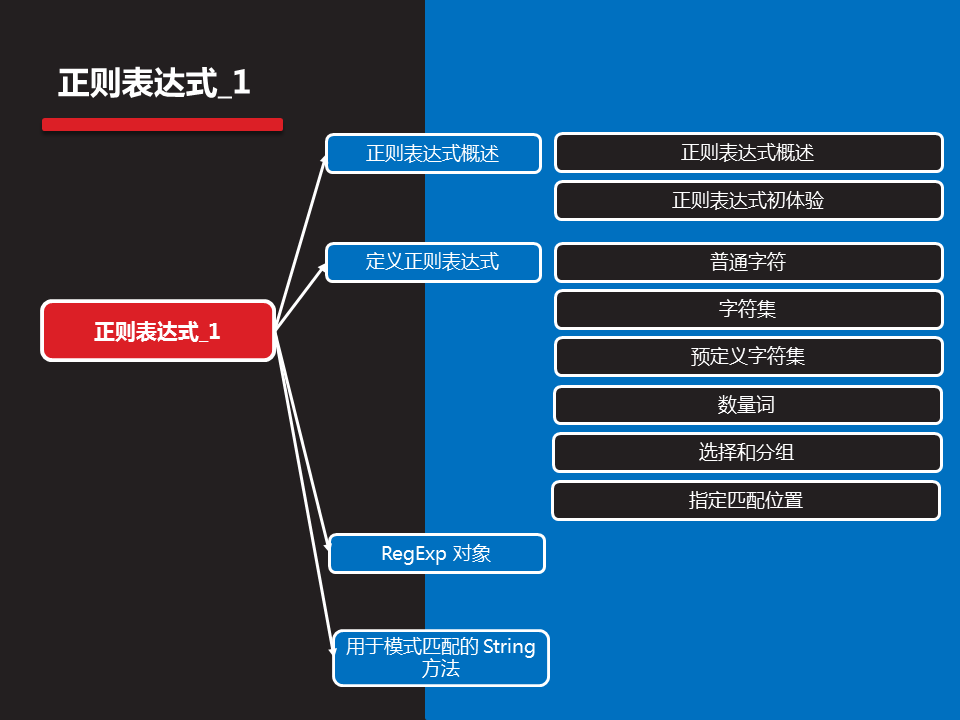 正则表达式_1
正则表达式概述
正则表达式概述
正则表达式初体验
定义正则表达式
普通字符
字符集
正则表达式_1
预定义字符集
数量词
选择和分组
指定匹配位置
RegExp 对象
用于模式匹配的 String
方法